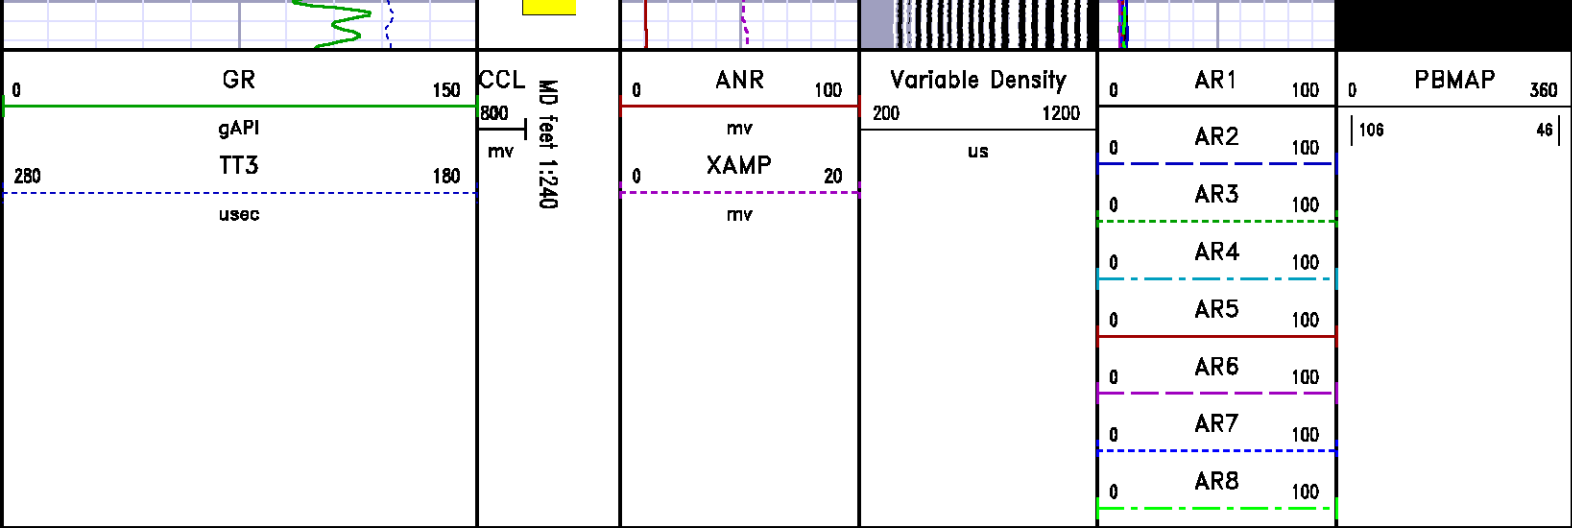 GR
0 150
gAPI
TT3
280 180
usec
CCL
800
mv
MD feet 1:240
ANR
0 100
mv
XAMP
0 20
mv
Variable Density
200 1200
us
AR1
0 100
AR2
0 100
AR3
0 100
AR4
0 100
AR5
0 100
AR6
0 100
AR7
0 100
AR8
0 100
PBMAP
0 360
106 46